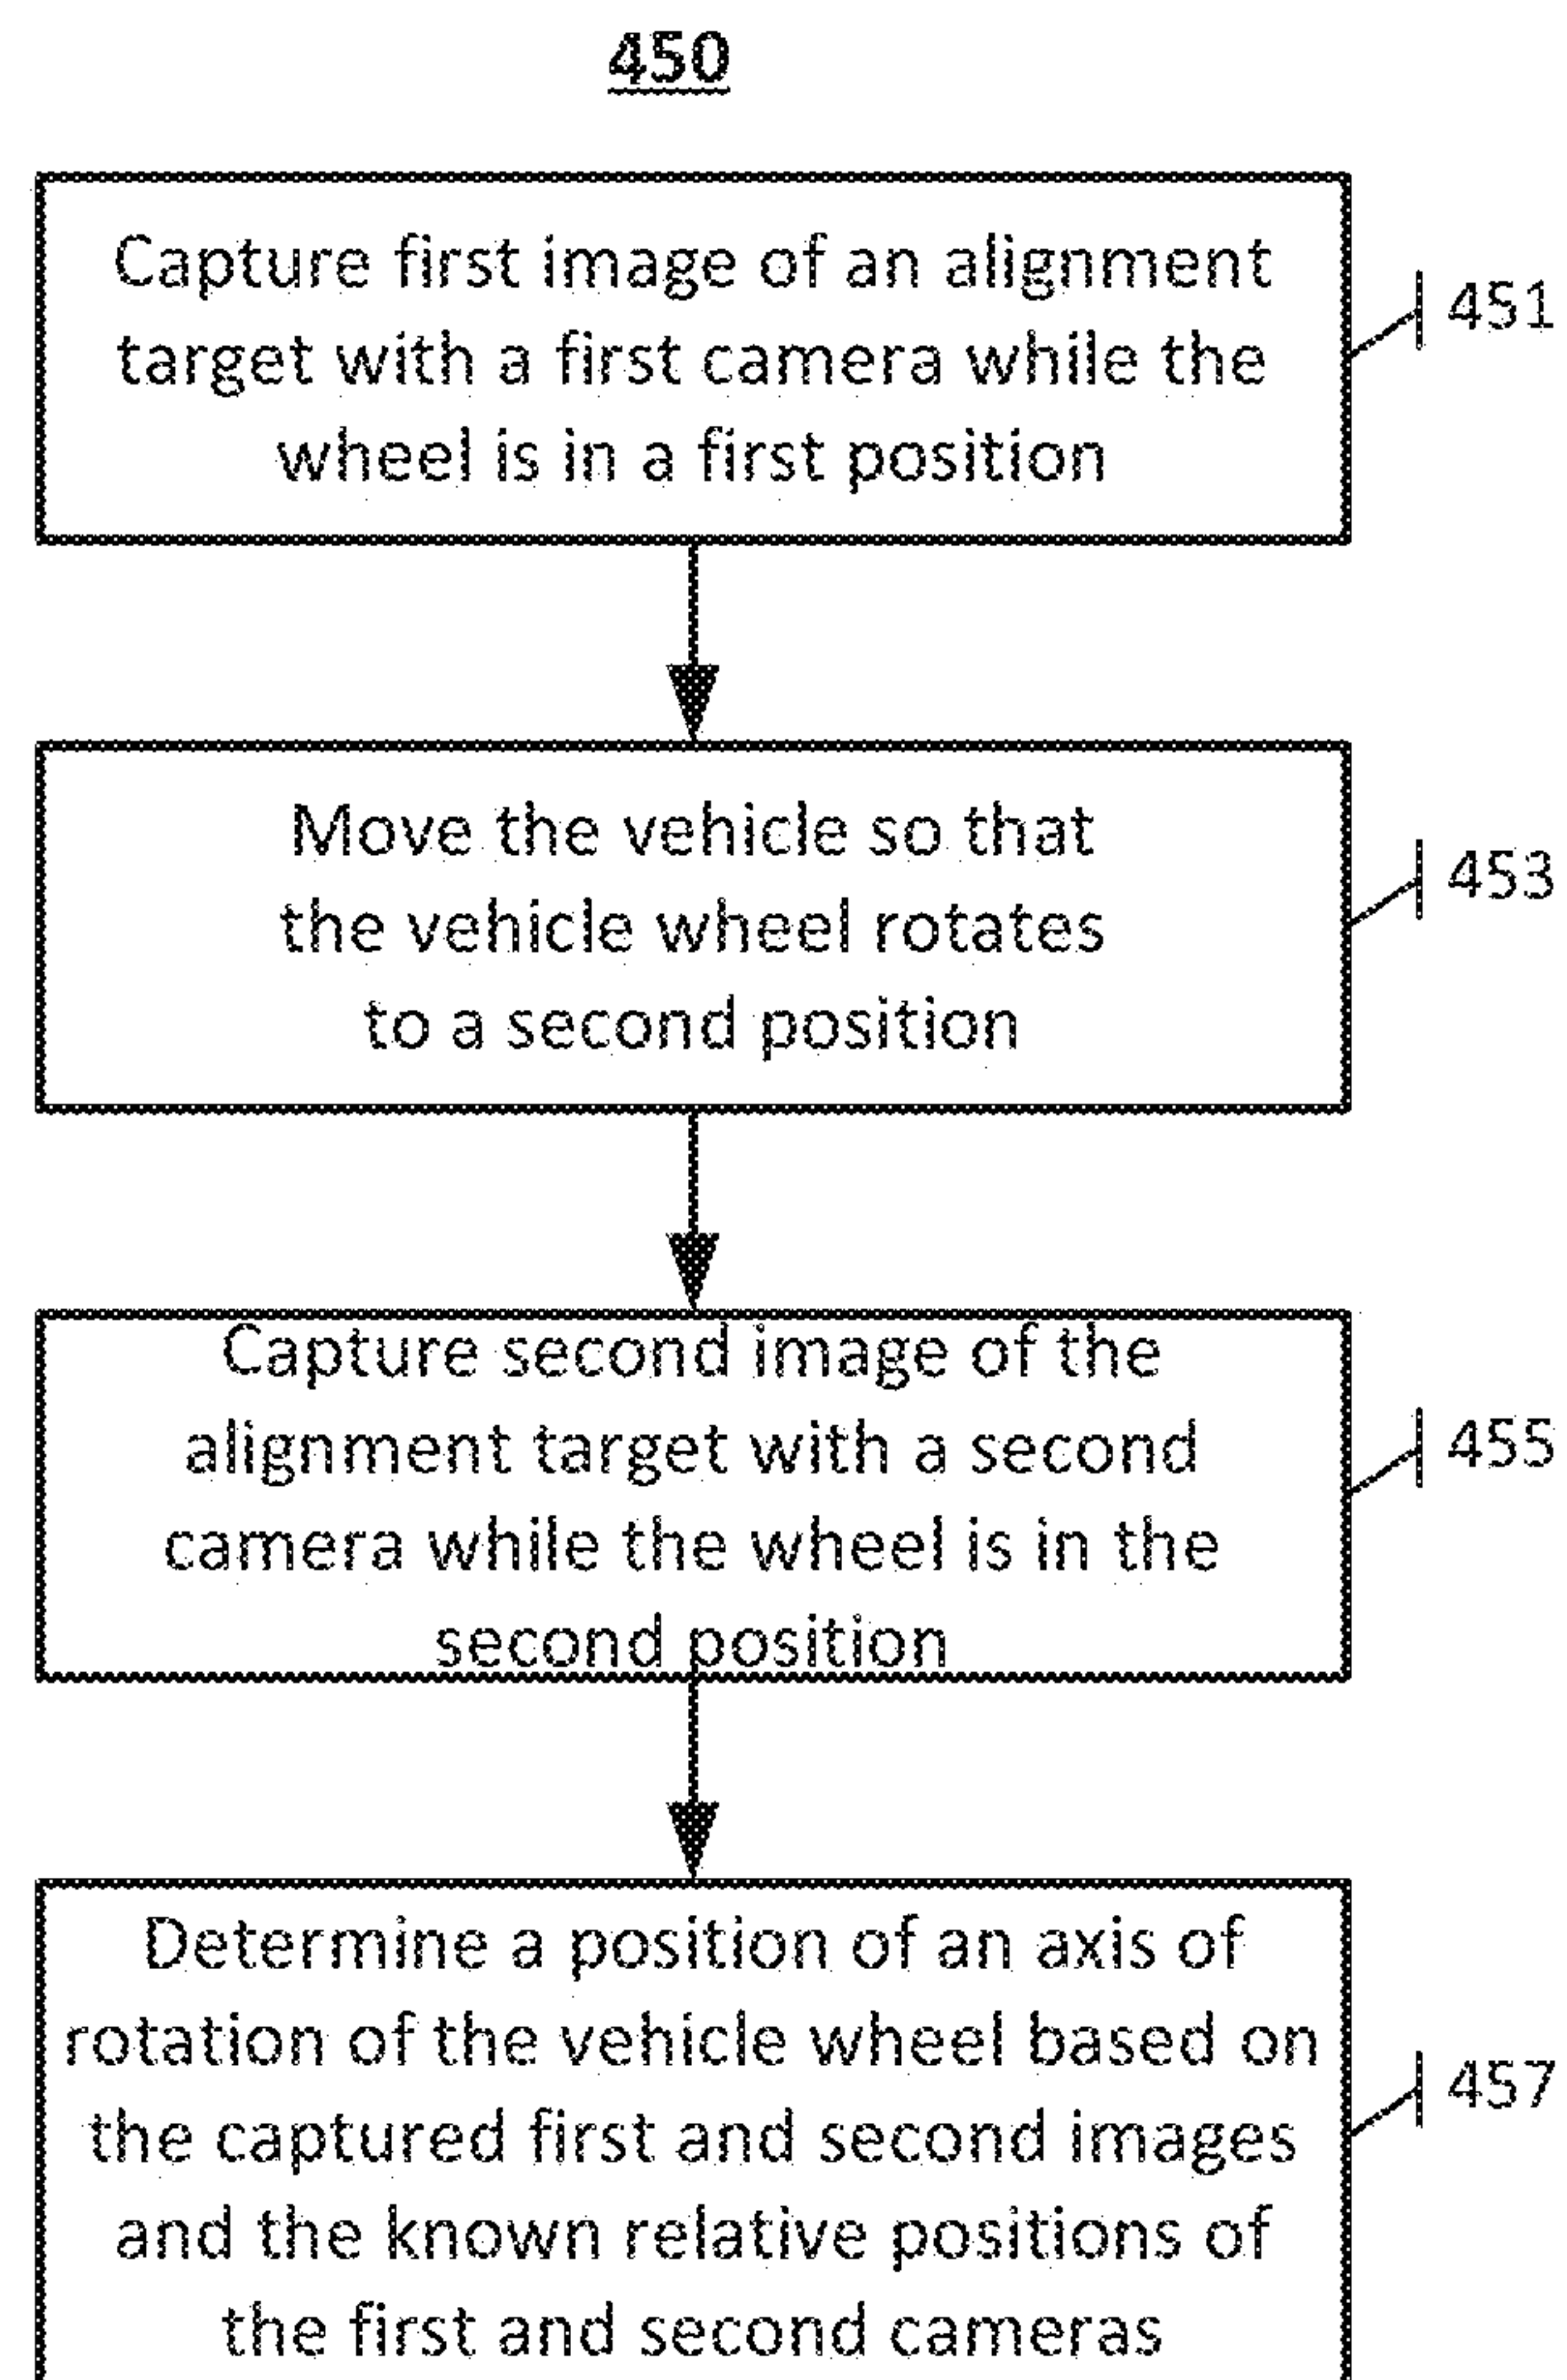 450
Capture first image of an alignment
target with a first camera while the
wheel is in a first position
451
Move the vehicle so that
the vehicle wheel rotates
to a second position
453
Capture second image of the
alignment target with a second
camera while the wheel is in the
second position
455
Determine a position of an axis of
rotation of the vehicle wheel based on
the captured first and second images
and the known relative positions of
the first and second cameras
457